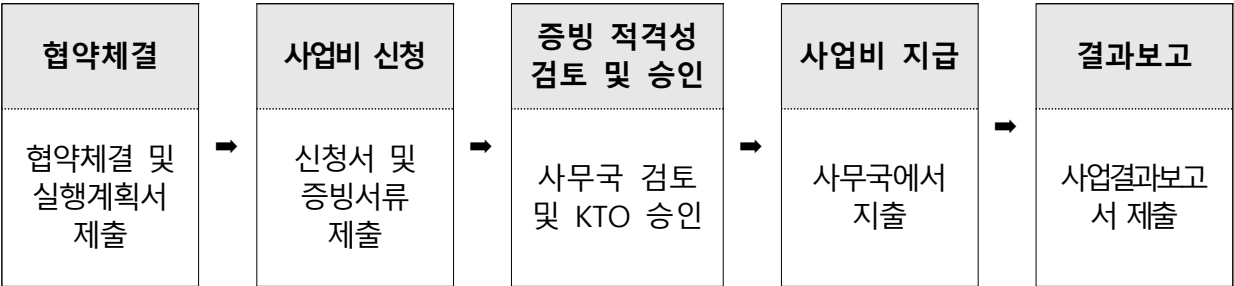 협약체결
협약체결 및
실행계획서
제출
➡
사업비 신청
신청서 및
증빙서류
제출
➡
증빙 적격성
검토 및 승인
사무국 검토
및 KTO 승인
➡
사업비 지급
사무국에서
지출
➡
결과보고
사업결과보고
서 제출